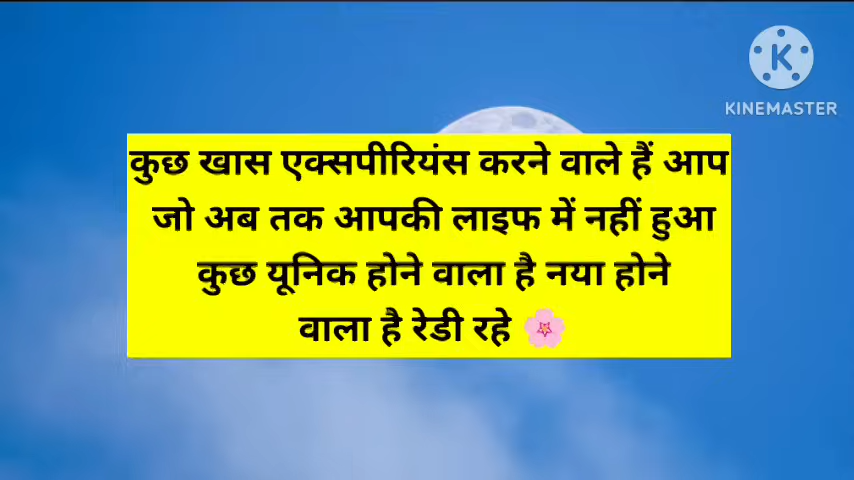 KINEMASTER
कुछ खास एक्सपीरियंस करने वाले हैं आप
जो अब तक आपकी लाइफ में नहीं हुआ
कुछ यूनिक होने वाला है नया होने
वाला है रेडी रहे 🌸